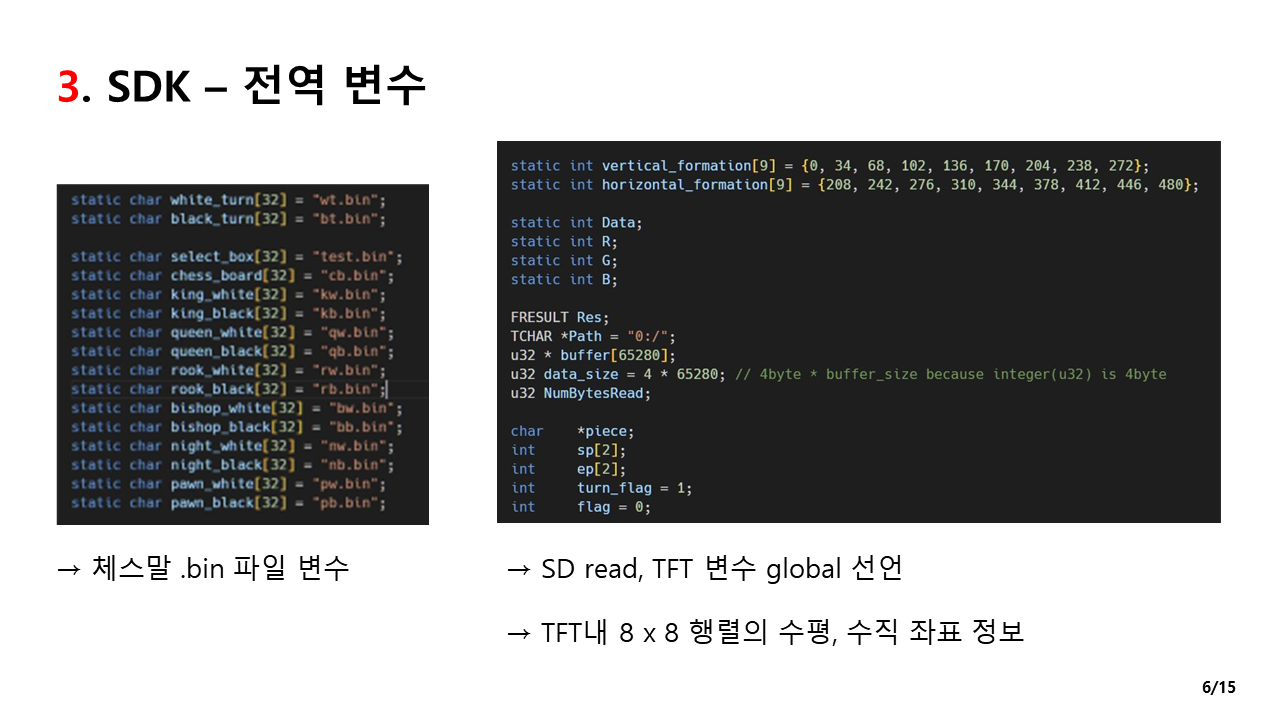 3. SDK – 전역 변수
static char white_turn[32] = "wt.bin";
static char black_turn[32] = "bt.bin";
static char select_box[32] = "test.bin";
static char chess_board[32] = "cb.bin";
static char king_white[32] = "kw.bin";
static char king_black[32] = "kb.bin";
static char queen_white[32] = "qw.bin";
static char queen_black[32] = "qb.bin";
static char rook_white[32] = "rw.bin";
static char rook_black[32] = "rb.bin";
static char bishop_white[32] = "bw.bin";
static char bishop_black[32] = "bb.bin";
static char night_white[32] = "nw.bin";
static char night_black[32] = "nb.bin";
static char pawn_white[32] = "pw.bin";
static char pawn_black[32] = "pb.bin";
→ 체스말 .bin 파일 변수
static int vertical_formation[9] = {0, 34, 68, 102, 136, 170, 204, 238, 272};
static int horizontal_formation[9] = {208, 242, 276, 310, 344, 378, 412, 446, 480};
static int Data;
static int R;
static int G;
static int B;
FRESULT Res;
TCHAR *Path = "0:/";
u32 * buffer[65280];
u32 data_size = 4 * 65280; // 4byte * buffer_size because integer(u32) is 4byte
u32 NumBytesRead;
char    *piece;
int     sp[2];
int     ep[2];
int     turn_flag = 1;
int     flag = 0;
→ SD read, TFT 변수 global 선언
→ TFT내 8 x 8 행렬의 수평, 수직 좌표 정보
6/15